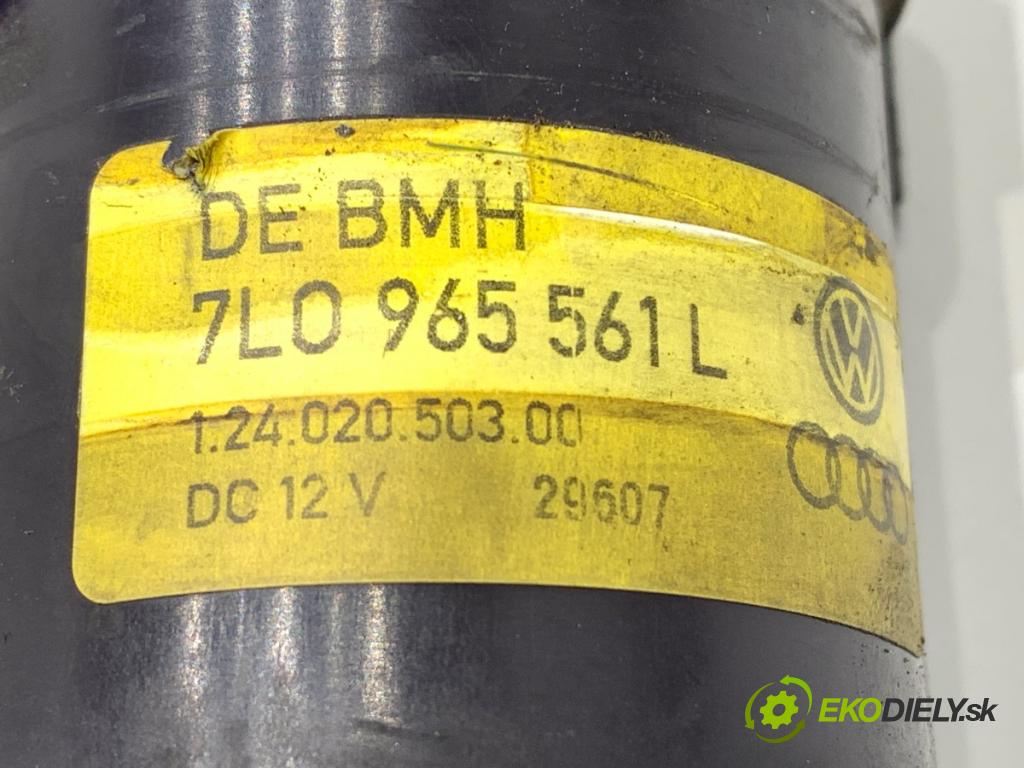 DE BMH
7L0 965 561 L
1.24.020.503.00
DC 12 V 29607
EKODIELY.sk